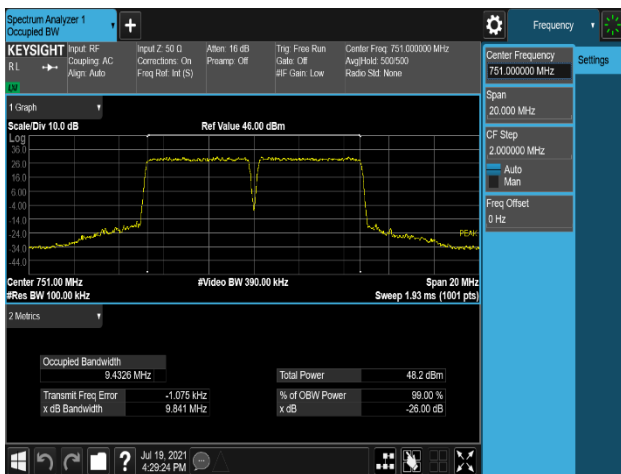 Spectrum Analyzer 1
Occupied BW
+
Frequency
KEYSIGHT
RL
Input: RF
Coupling: AC
Align: Auto
Input Z: 50 Ω
Corrections: On
Freq Ref: Int (S)
Atten: 16 dB
Preamp: Off
Trig: Free Run
Gate: Off
#IF Gain: Low
Center Freq: 751.000000 MHz
Avg|Hold: 500/500
Radio Std: None
Center Frequency
751.000000 MHz
Settings
Span
20.000 MHz
CF Step
2.000000 MHz
Auto
Man
Freq Offset
0 Hz
1 Graph
Scale/Div 10.0 dB
Ref Value 46.00 dBm
Log
36.0
26.0
16.0
6.00
-4.00
-14.0
-24.0
-34.0
-44.0
PEAK
Center 751.00 MHz
#Video BW 390.00 kHz
Span 20 MHz
#Res BW 100.00 kHz
Sweep 1.93 ms (1001 pts)
2 Metrics
Occupied Bandwidth
9.4326 MHz
Total Power
48.2 dBm
Transmit Freq Error
-1.075 kHz
% of OBW Power
99.00 %
x dB Bandwidth
9.841 MHz
x dB
-26.00 dB
?
Jul 19, 2021
4:29:24 PM